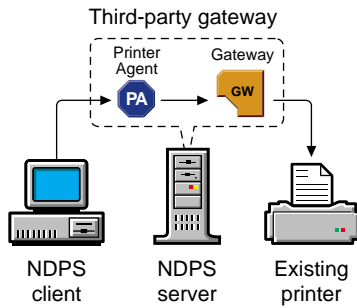 Third-party gateway
Printer
Agent
Gateway
PA
GW
NDPS
client
NDPS
server
Existing
printer